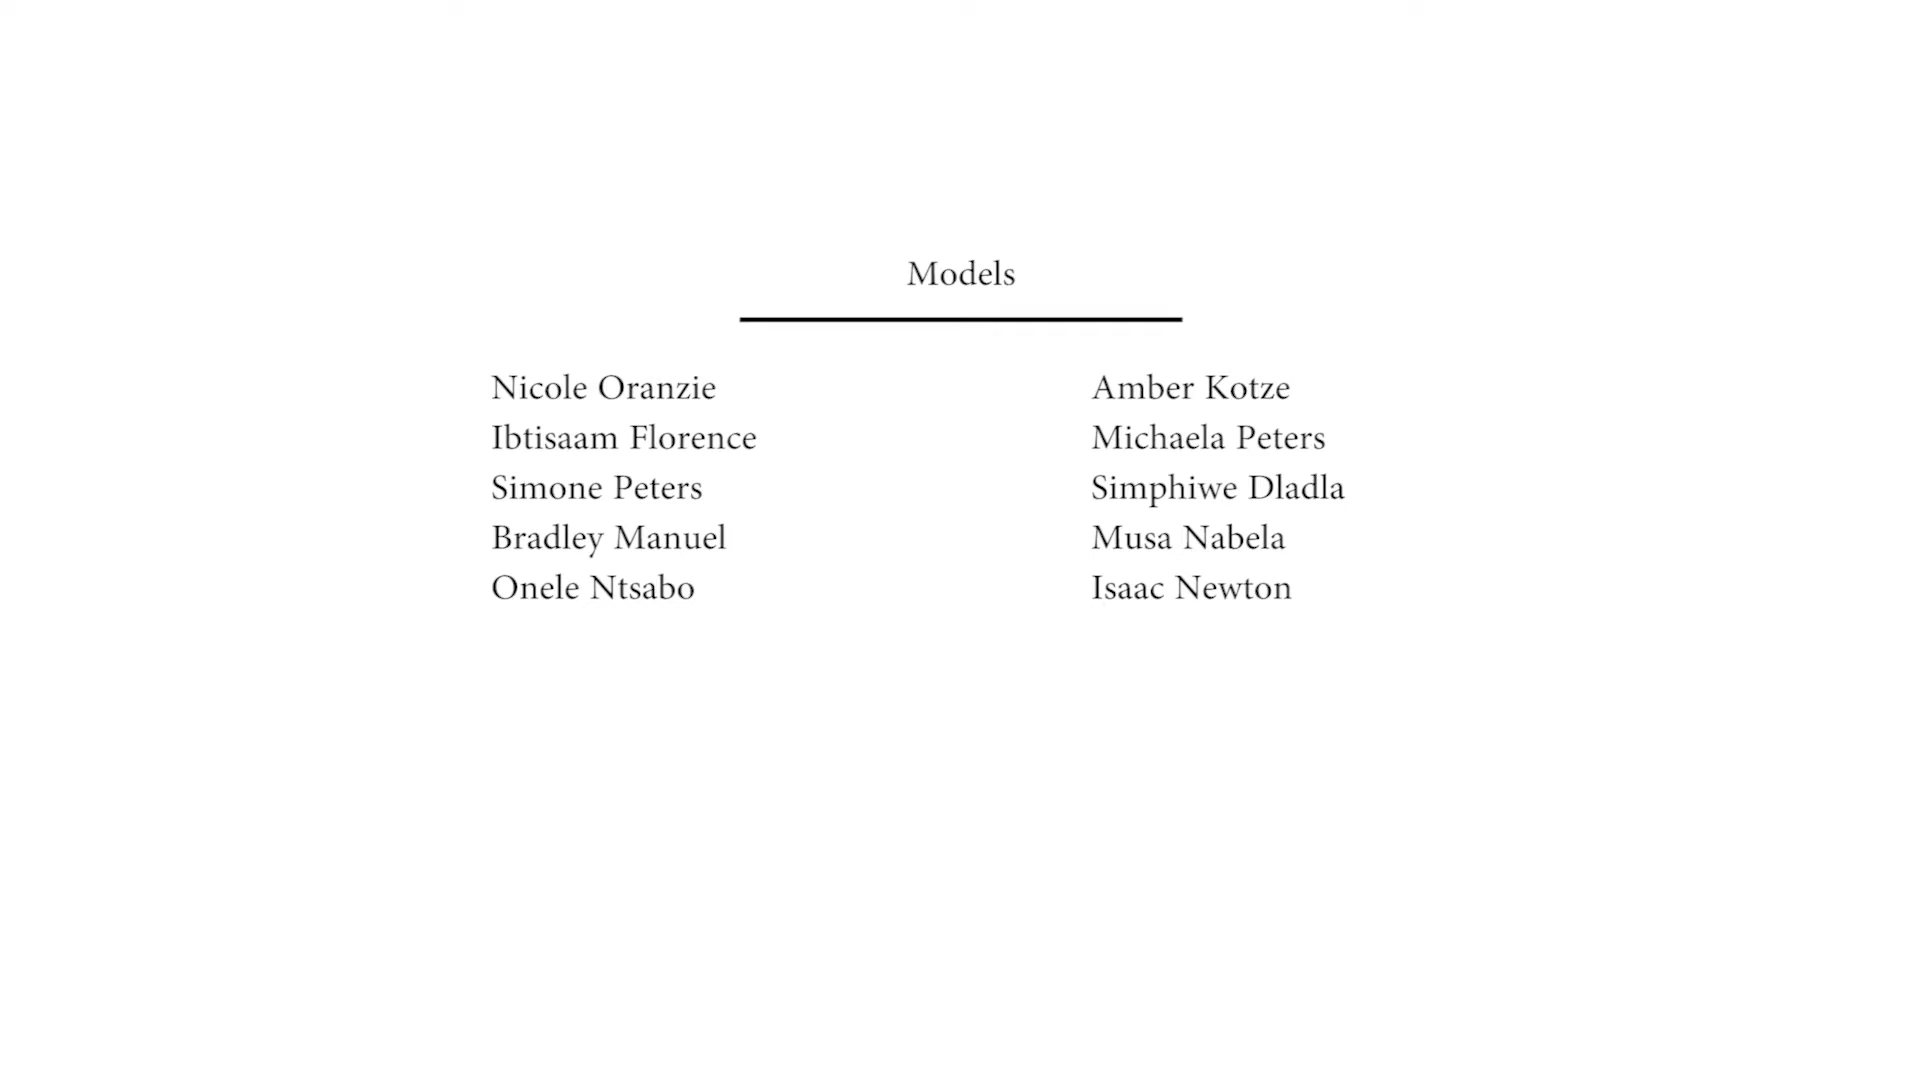 Models
Nicole Oranzie
Ibtisaam Florence
Simone Peters
Bradley Manuel
Onele Ntsabo
Amber Kotze
Michaela Peters
Simphiwe Dladla
Musa Nabela
Isaac Newton